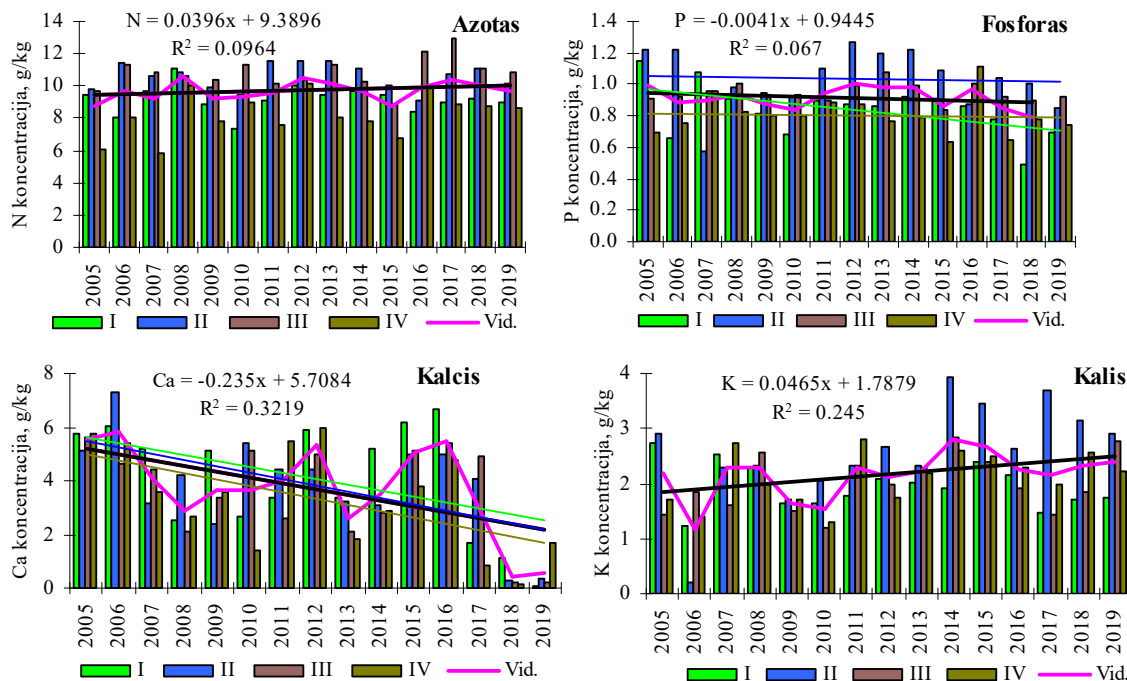 N = 0.0396x + 9.3896
R² = 0.0964
Azotas
N koncentracija, g/kg
14
12
10
8
6
4
2
0
2005 2006 2007 2008 2009 2010 2011 2012 2013 2014 2015 2016 2017 2018 2019
I II III IV Vid.
P = -0.0041x + 0.9445
R² = 0.067
Fosforas
P koncentracija, g/kg
1.4
1.2
1.0
0.8
0.6
0.4
0.2
0.0
2005 2006 2007 2008 2009 2010 2011 2012 2013 2014 2015 2016 2017 2018 2019
I II III IV Vid.
Ca = -0.235x + 5.7084
R² = 0.3219
Kalcis
Ca koncentracija, g/kg
8
6
4
2
0
2005 2006 2007 2008 2009 2010 2011 2012 2013 2014 2015 2016 2017 2018 2019
I II III IV Vid.
K = 0.0465x + 1.7879
R² = 0.245
Kalis
K koncentracija, g/kg
4
3
2
1
0
2005 2006 2007 2008 2009 2010 2011 2012 2013 2014 2015 2016 2017 2018 2019
I II III IV Vid.